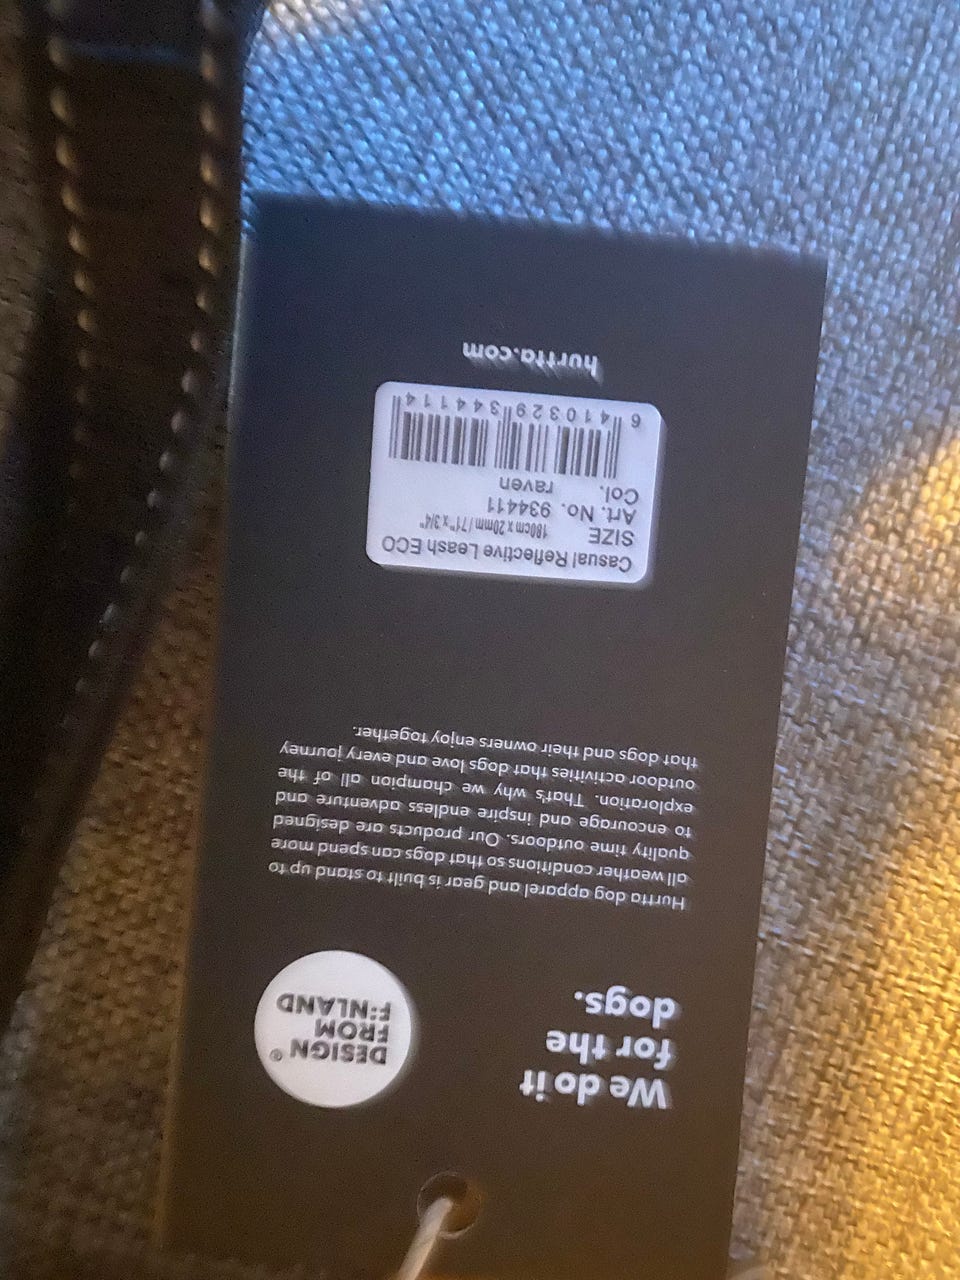 We do it
for the
dogs.
DESIGN ®
FROM
F:NLAND
Hurtta dog apparel and gear is built to stand up to
all weather conditions so that dogs can spend more
quality time outdoors. Our products are designed
to encourage and inspire endless adventure and
exploration. That's why we champion all of the
outdoor activities that dogs love and every journey
that dogs and their owners enjoy together.
Casual Reflective Leash ECO
SIZE 180cm x 20mm / 71" x 3/4"
Art. No. 934411
Col. raven
6 410329 344114
hurtta.com